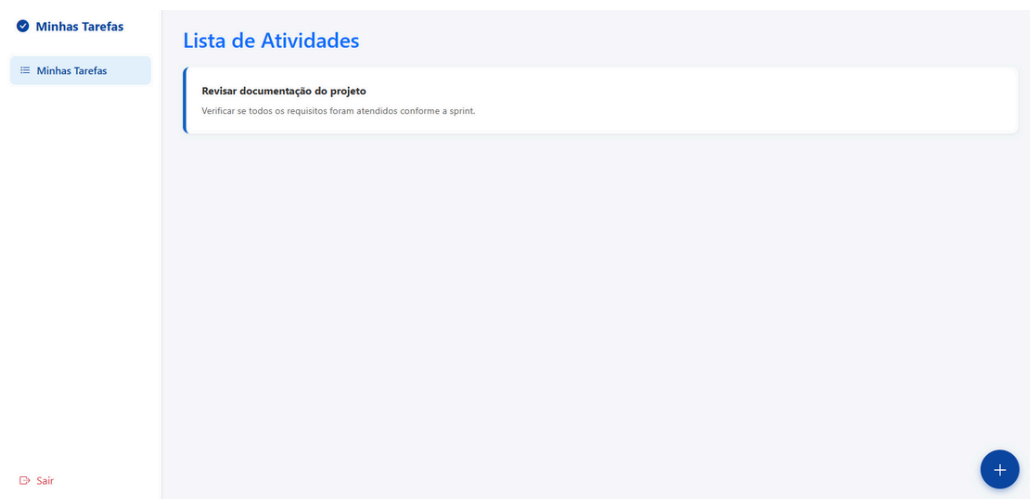 Minhas Tarefas
Minhas Tarefas
Sair
Lista de Atividades
Revisar documentação do projeto
Verificar se todos os requisitos foram atendidos conforme a sprint.
+